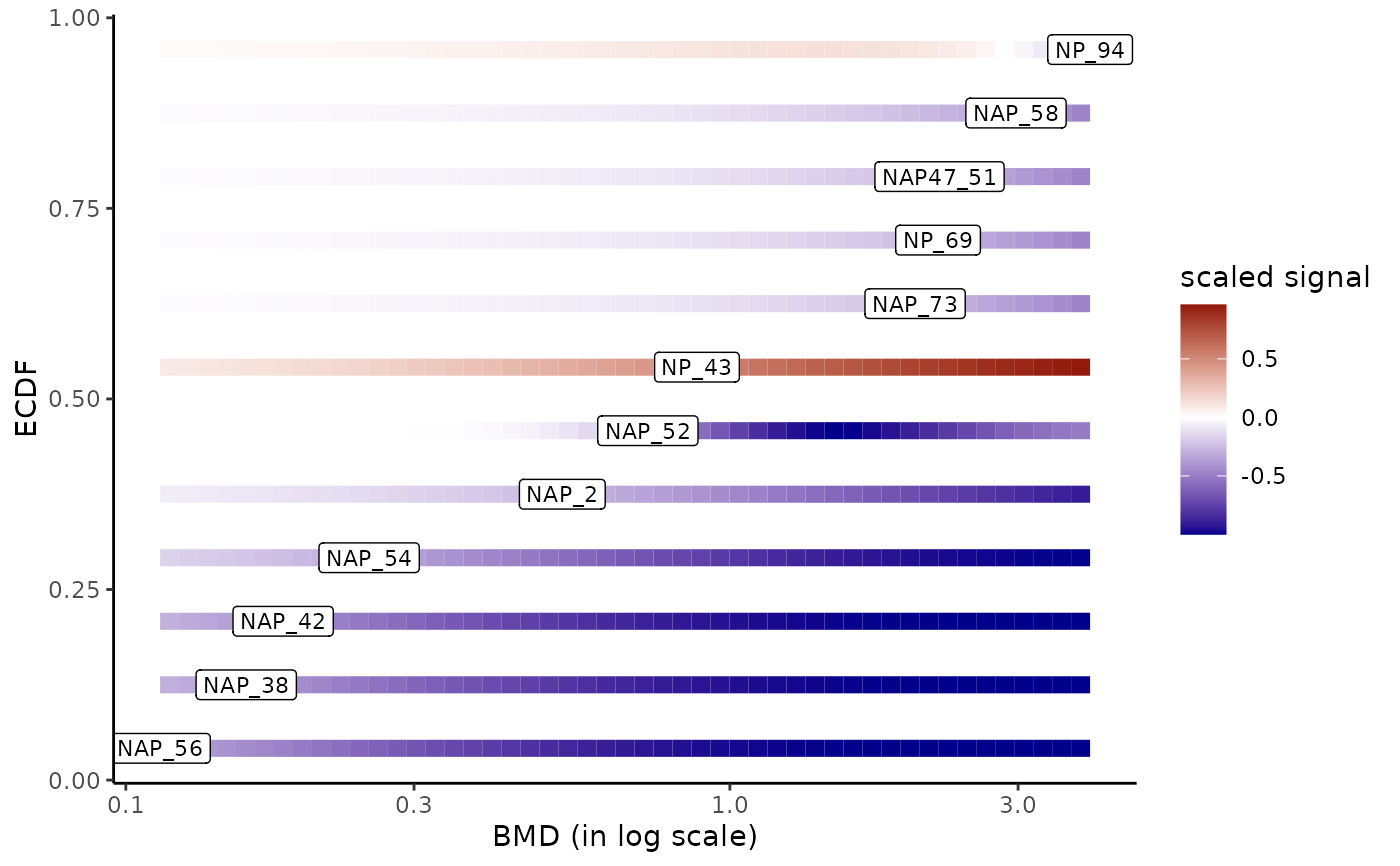 1.00
NP_94
NAP_58
NAP47_51
0.75
NP_69
NAP_73
NP_43
0.50
NAP_52
NAP_2
NAP_54
0.25
NAP_42
NAP_38
NAP_56
0.00
ECDF
0.1 0.3 1.0 3.0
BMD (in log scale)
scaled signal
0.5
0.0
-0.5